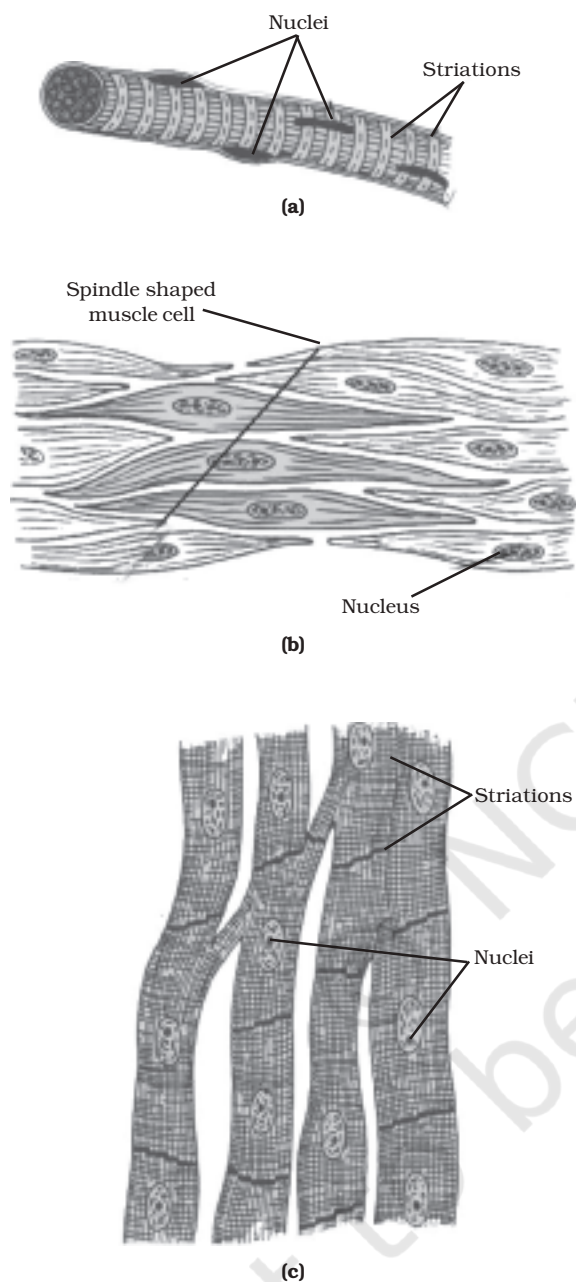 Nuclei
Striations
(a)
Spindle shaped
muscle cell
Nucleus
(b)
Striations
Nuclei
(c)